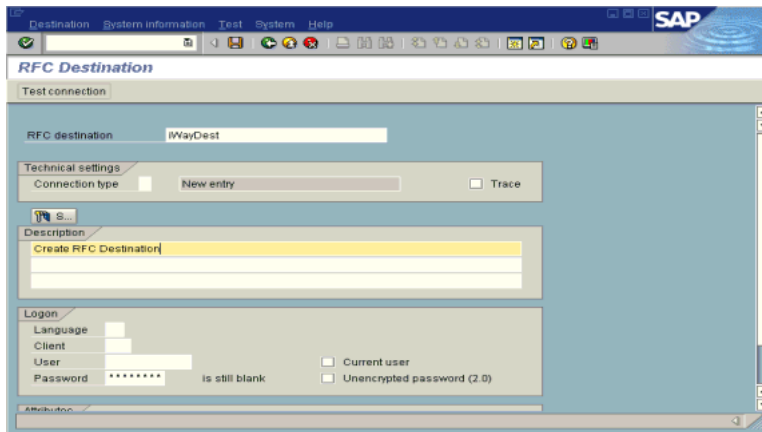 Destination System information Test System Help
SAP
RFC Destination
Test connection
RFC destination iWayDest
Technical settings
Connection type New entry Trace
S...
Description
Create RFC Destination
Logon
Language
Client
User Current user
Password ******** is still blank Unencrypted password (2.0)
Attributes